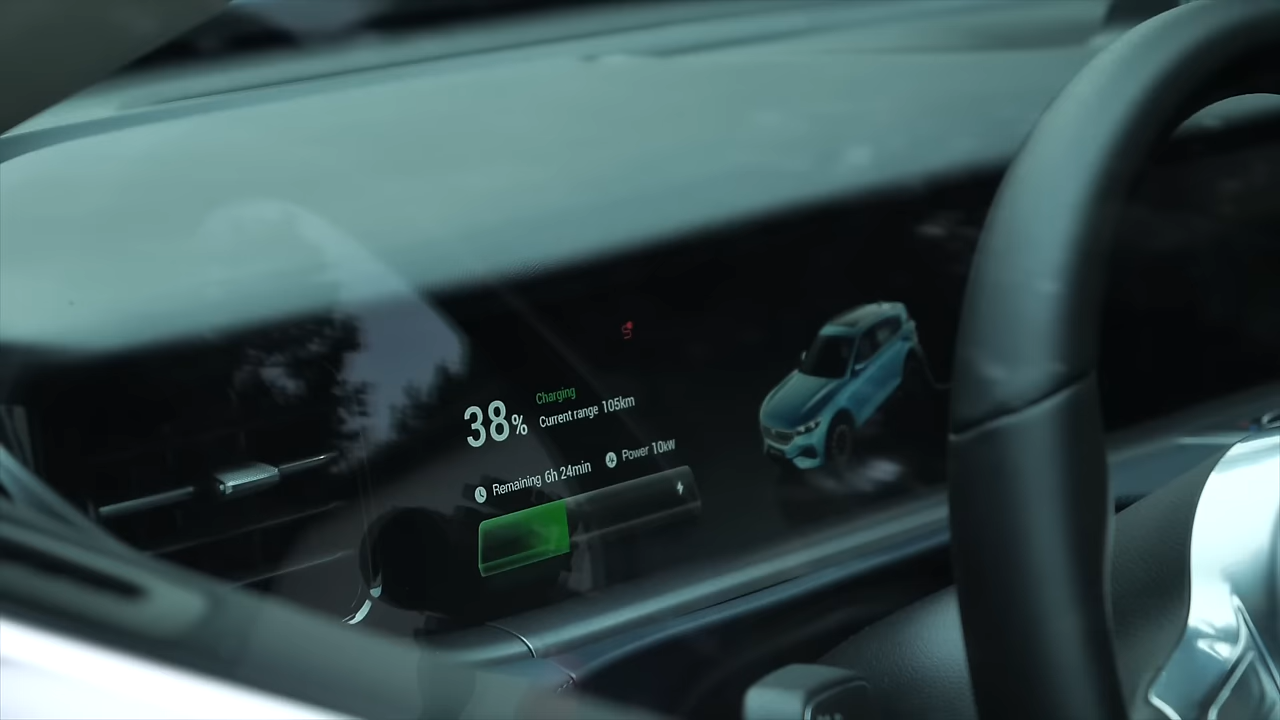 38%
Charging
Current range 105km
Remaining 6h 24min
Power 10kw